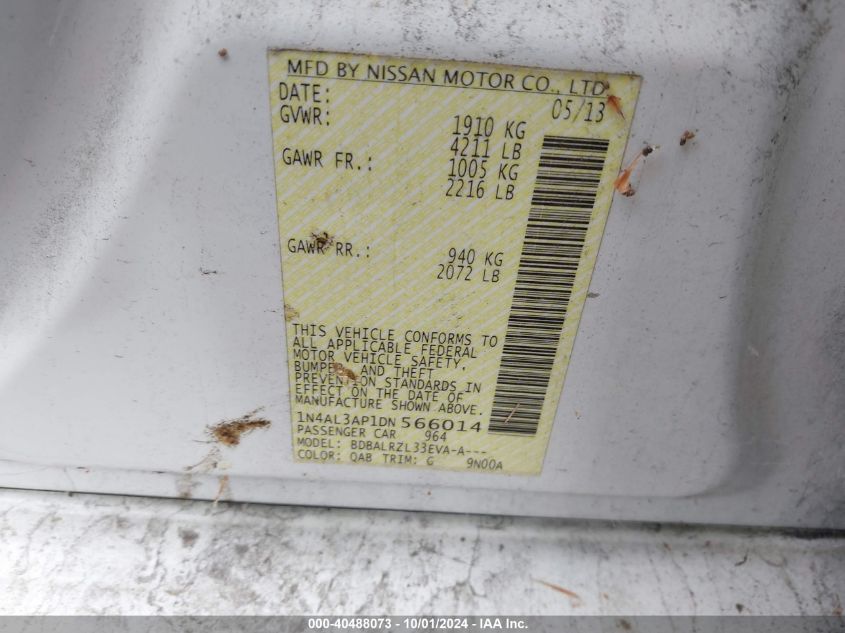 MFD BY NISSAN MOTOR CO., LTD.
DATE: 05/13
GVWR: 1910 KG
4211 LB
GAWR FR.: 1005 KG
2216 LB
GAWR RR.: 940 KG
2072 LB
THIS VEHICLE CONFORMS TO
ALL APPLICABLE FEDERAL
MOTOR VEHICLE SAFETY,
BUMPER, AND THEFT
PREVENTION STANDARDS IN
EFFECT ON THE DATE OF
MANUFACTURE SHOWN ABOVE.
1N4AL3AP1DN566014
PASSENGER CAR 964
MODEL: BDBALRZL33EVA-A---
COLOR: QAB TRIM: G 9N00A
000-40488073 - 10/01/2024 - IAA Inc.